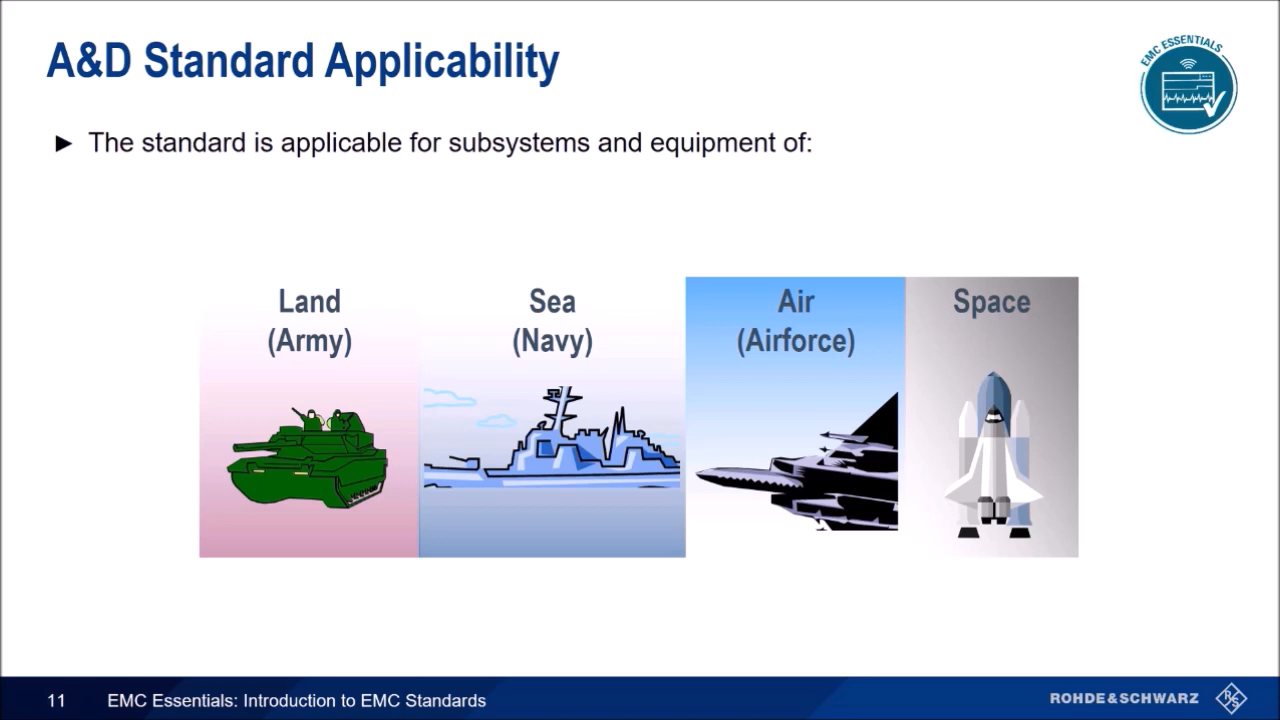 A&D Standard Applicability
EMC ESSENTIALS
► The standard is applicable for subsystems and equipment of:
Land
(Army)
Sea
(Navy)
Air
(Airforce)
Space
11
EMC Essentials: Introduction to EMC Standards
ROHDE & SCHWARZ
R
S